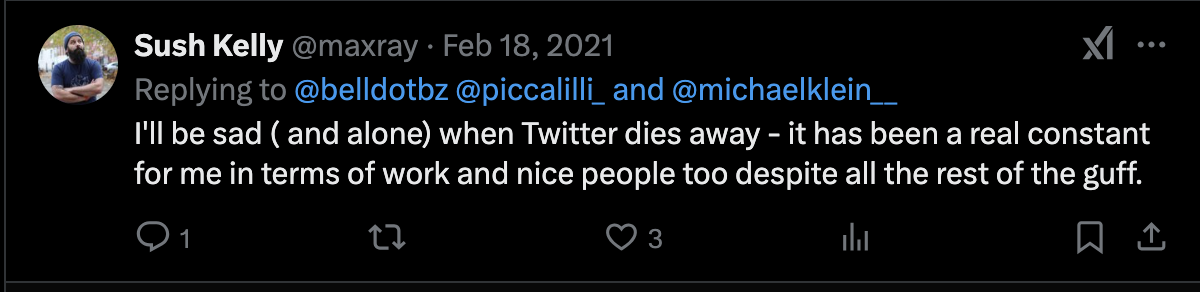 Sush Kelly @maxray · Feb 18, 2021
Replying to @belldotbz @piccalilli_ and @michaelklein__
I'll be sad ( and alone) when Twitter dies away - it has been a real constant
for me in terms of work and nice people too despite all the rest of the guff.
1 3